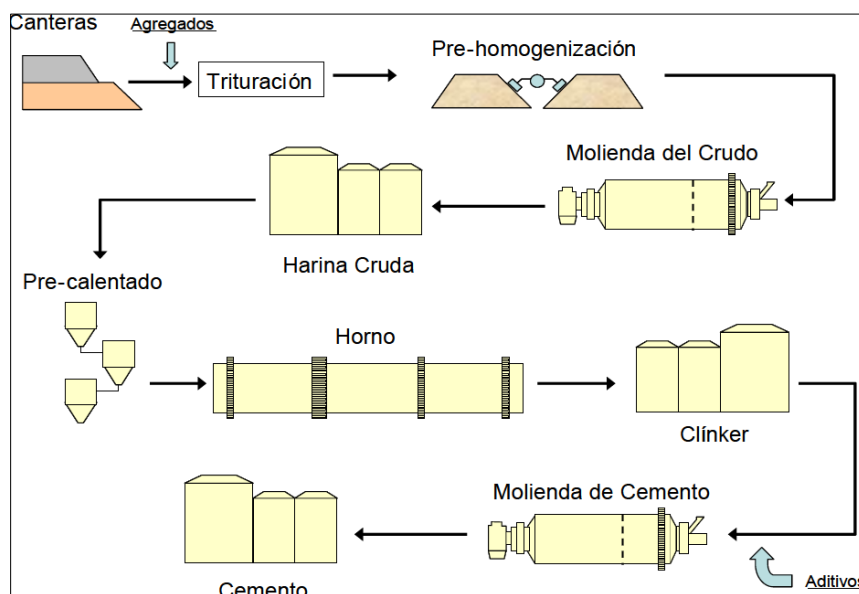 Canteras
Agregados
Trituración
Pre-homogenización
Molienda del Crudo
Harina Cruda
Pre-calentado
Horno
Clínker
Molienda de Cemento
Cemento
Aditivos